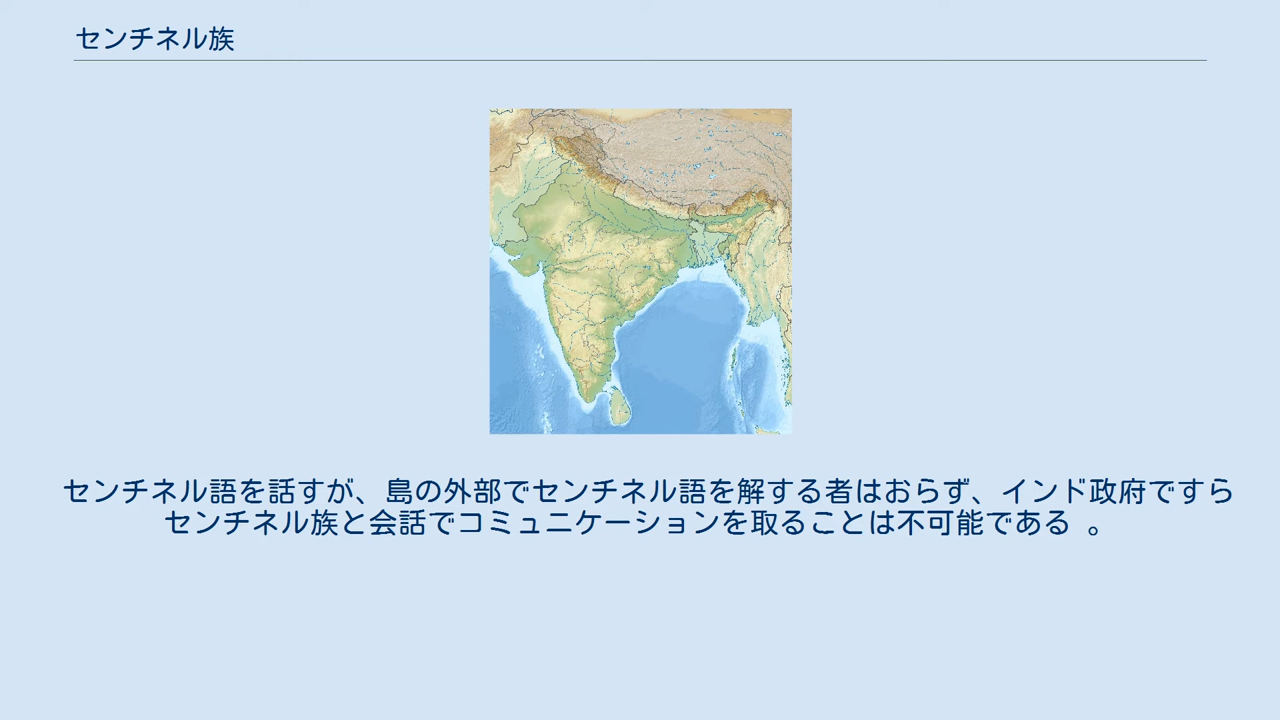 センチネル族
センチネル語を話すが、島の外部でセンチネル語を解する者はおらず、インド政府ですら
センチネル族と会話でコミュニケーションを取ることは不可能である 。